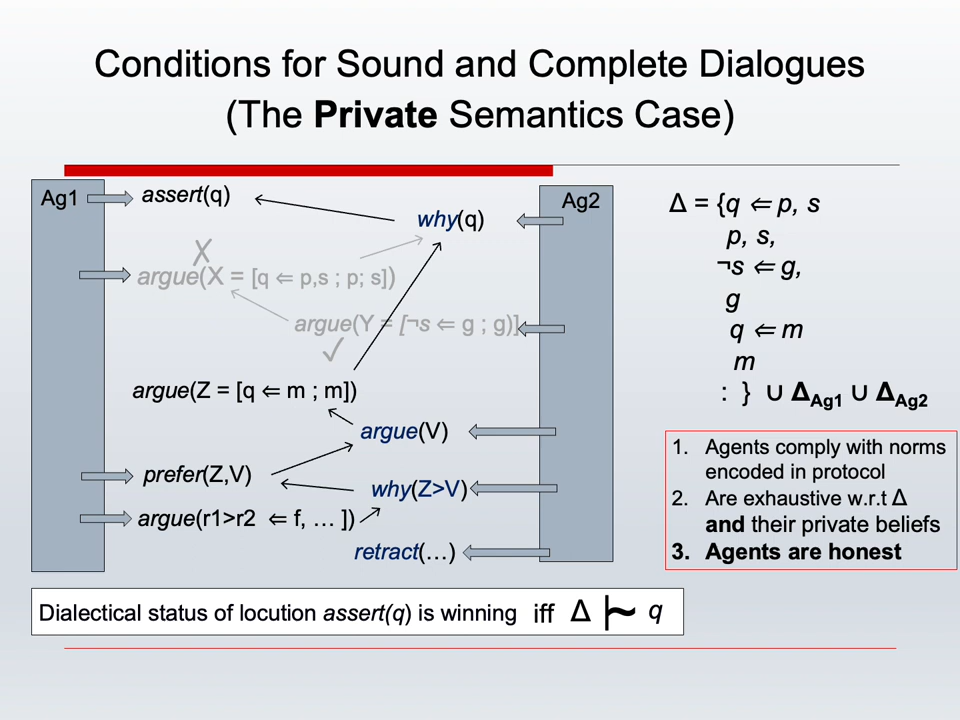 Conditions for Sound and Complete Dialogues
(The Private Semantics Case)
Ag1
assert(q)
why(q)
Ag2
X
argue(X = [q ⇐ p,s ; p; s])
argue(Y = [¬s ⇐ g ; g)]
✓
argue(Z = [q ⇐ m ; m])
argue(V)
prefer(Z,V)
why(Z>V)
argue(r1>r2 ⇐ f, … ])
retract(…)
Δ = {q ⇐ p, s
p, s,
¬s ⇐ g,
g
q ⇐ m
m
: } ∪ ΔAg1 ∪ ΔAg2
1. Agents comply with norms
encoded in protocol
2. Are exhaustive w.r.t Δ
and their private beliefs
3. Agents are honest
Dialectical status of locution assert(q) is winning iff Δ |~ q